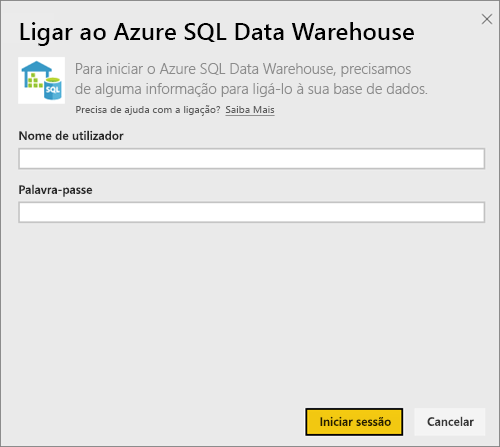 Ligar ao Azure SQL Data Warehouse
SQL
Para iniciar o Azure SQL Data Warehouse, precisamos
de alguma informação para ligá-lo à sua base de dados.
Precisa de ajuda com a ligação? Saiba Mais
Nome de utilizador
Palavra-passe
Iniciar sessão
Cancelar